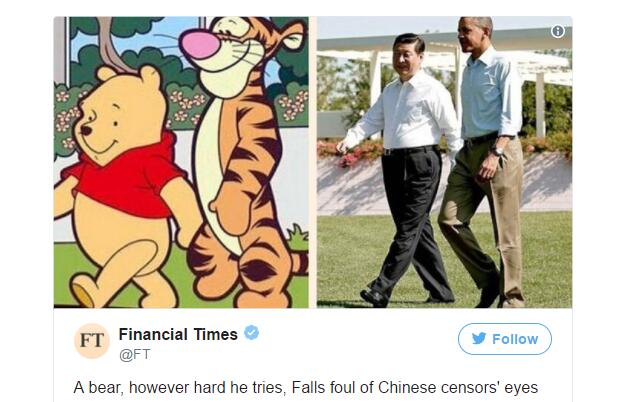 FT
Financial Times
@FT
Follow
A bear, however hard he tries, Falls foul of Chinese censors' eyes